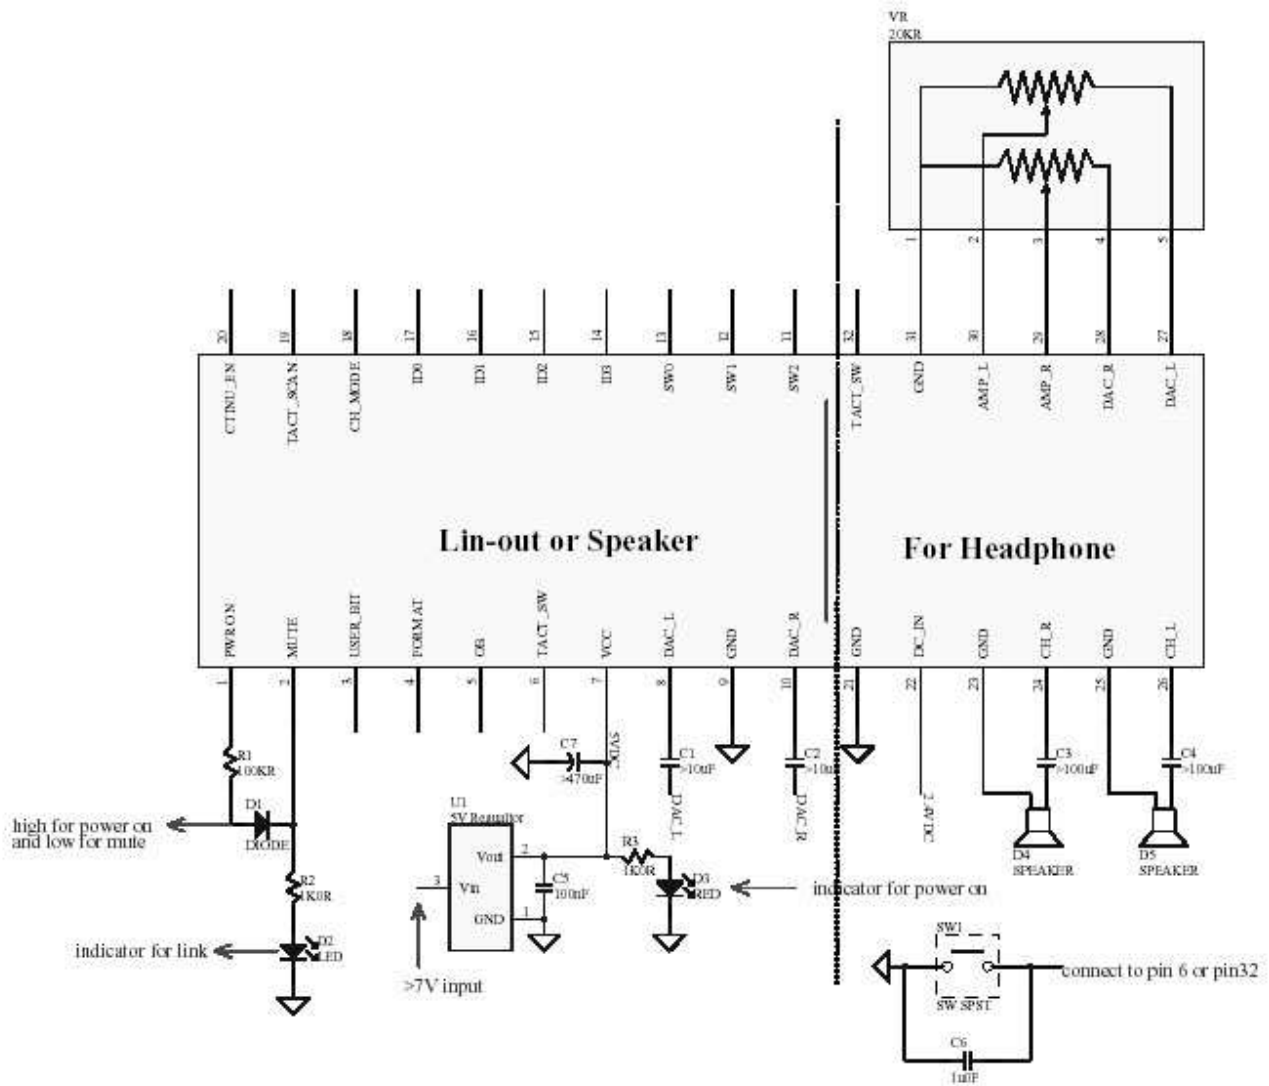 VR
20KR
1 2 3 4 5
20 19 18 17 16 15 14 13 12 11 32 31 30 29 28 27
CTINU_EN TACT_SCAN CH_MODE ID0 ID1 ID2 ID3 SW0 SW1 SW2 TACT_SW GND AMP_L AMP_R DAC_R DAC_L
Lin-out or Speaker
For Headphone
PWRON MUTE USER_BIT FORMAT TACT_SW VCC DAC_L GND DAC_R GND DC_IN GND CH_R GND CH_L
1 2 3 4 5 6 7 8 9 10 21 22 23 24 25 26
R1
100KR
D1
DIODE
high for power on
and low for mute
R2
1K0R
D2
LED
indicator for link
C7
>470uF
5VDC
U1
5V Regualtor
Vout
2
Vin
3
GND
1
>7V input
C5
100nF
R3
1K0R
D3
RED
indicator for power on
C1
>10uF
DAC_L
C2
>10u
DAC_R
2.4VDC
C3
>100uF
C4
>100uF
D4
SPEAKER
D5
SPEAKER
SW1
SW SPST
connect to pin 6 or pin32
C6